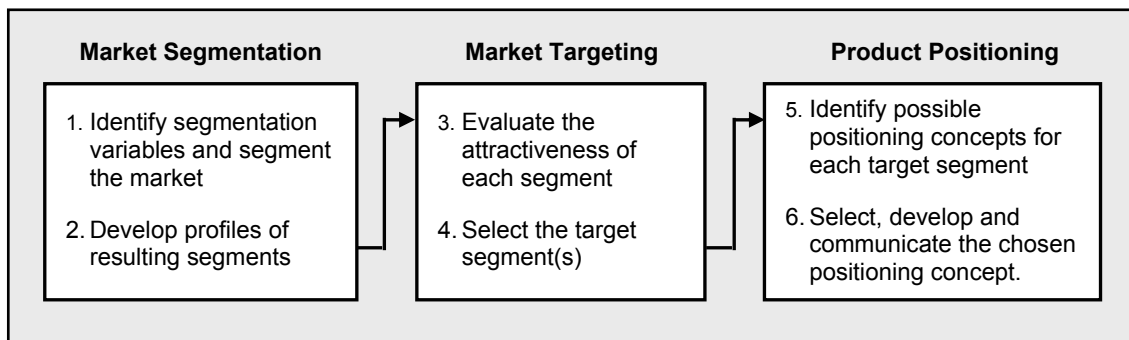 Market Segmentation
1. Identify segmentation
variables and segment
the market
2. Develop profiles of
resulting segments
Market Targeting
3. Evaluate the
attractiveness of
each segment
4. Select the target
segment(s)
Product Positioning
5. Identify possible
positioning concepts for
each target segment
6. Select, develop and
communicate the chosen
positioning concept.